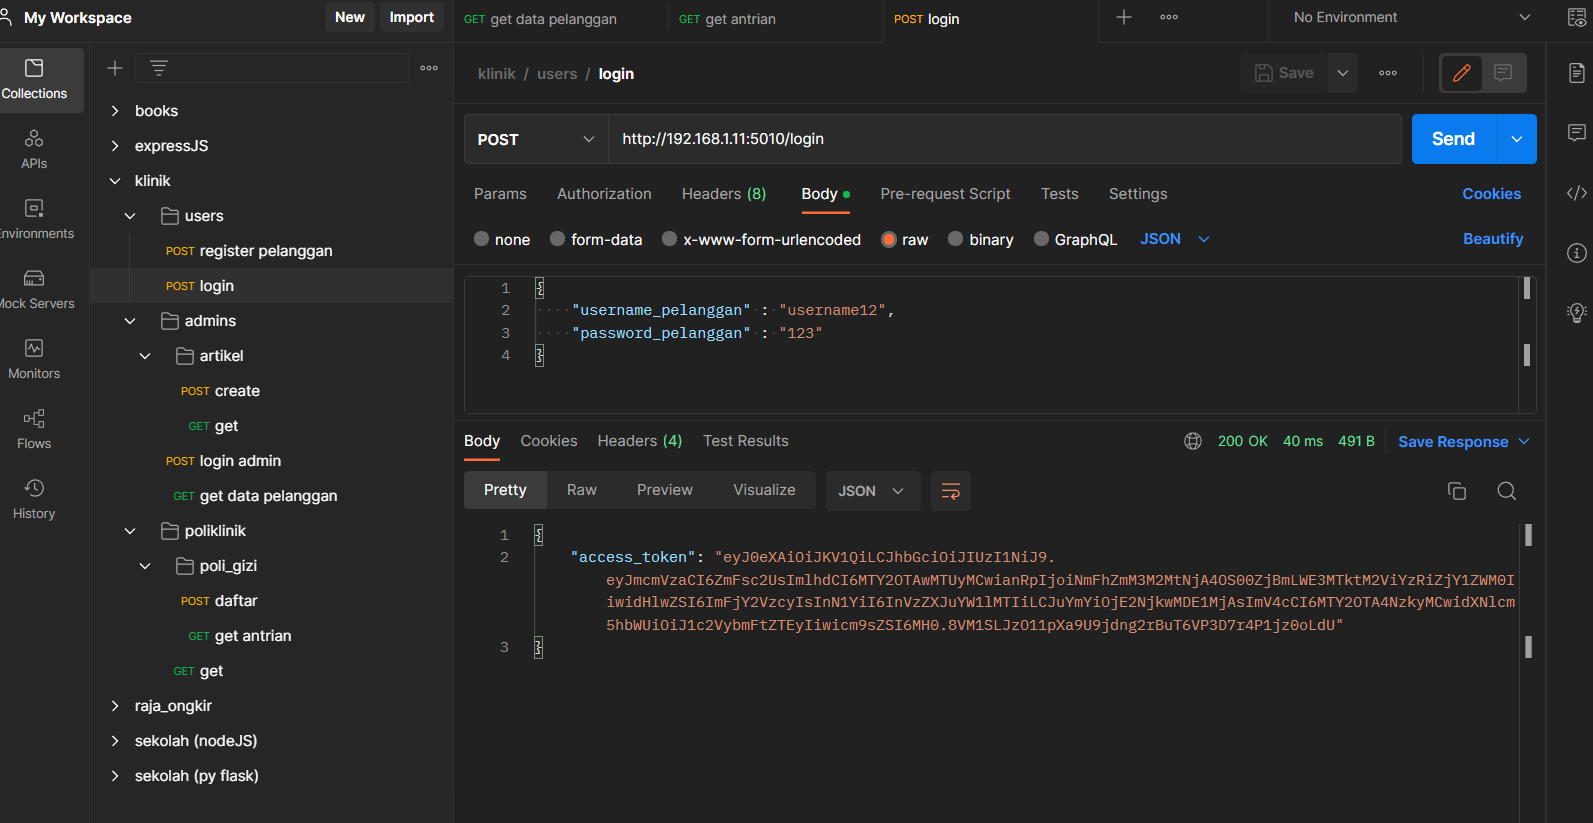 My Workspace
New
Import
GET get data pelanggan
GET get antrian
POST login
No Environment
Collections
APIs
nvironments
Mock Servers
Monitors
Flows
History
books
expressJS
klinik
users
POST register pelanggan
POST login
admins
artikel
POST create
GET get
POST login admin
GET get data pelanggan
poliklinik
poli_gizi
POST daftar
GET get antrian
GET get
raja_ongkir
sekolah (nodeJS)
sekolah (py flask)
klinik / users / login
Save
POST
http://192.168.1.11:5010/login
Send
Params
Authorization
Headers (8)
Body
Pre-request Script
Tests
Settings
Cookies
none
form-data
x-www-form-urlencoded
raw
binary
GraphQL
JSON
Beautify
1 {
2 "username_pelanggan" : "username12",
3 "password_pelanggan" : "123"
4 }
Body
Cookies
Headers (4)
Test Results
200 OK
40 ms
491 B
Save Response
Pretty
Raw
Preview
Visualize
JSON
1 {
2 "access_token": "eyJ0eXAiOiJKV1QiLCJhbGciOiJIUzI1NiJ9.
eyJmcmVzaCI6ZmFsc2UsImlhdCI6MTY2OTAwMTUyMCwianRpIjoiNmFhZmM3M2MtNjA4OS00ZjBmLWE3MTktM2ViYzRiZjY1ZWM0I
iwidHlwZSI6ImFjY2VzcyIsInN1YiI6InVzZXJuYW1lMTIiLCJuYmYiOjE2NjkwMDE1MjAsImV4cCI6MTY2OTA4NzkyMCwidXNlcm
5hbWUiOiJ1c2VybmFtZTEyIiwicm9sZSI6MH0.8VM1SLJzO11pXa9U9jdng2rBuT6VP3D7r4P1jz0oLdU"
3 }